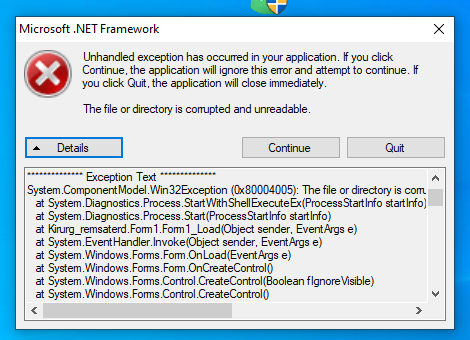 Microsoft .NET Framework
Unhandled exception has occurred in your application. If you click
Continue, the application will ignore this error and attempt to continue. If
you click Quit, the application will close immediately.
The file or directory is corrupted and unreadable.
Details
Continue
Quit
************** Exception Text **************
System.ComponentModel.Win32Exception (0x80004005): The file or directory is
at System.Diagnostics.Process.StartWithShellExecuteEx(ProcessStartInfo startInfo)
at System.Diagnostics.Process.Start(ProcessStartInfo startInfo)
at Kirurg_remsaterd.Form1.Form1_Load(Object sender, EventArgs e)
at System.EventHandler.Invoke(Object sender, EventArgs e)
at System.Windows.Forms.Form.OnLoad(EventArgs e)
at System.Windows.Forms.Form.OnCreateControl()
at System.Windows.Forms.Control.CreateControl(Boolean fIgnoreVisible)
at System.Windows.Forms.Control.CreateControl()